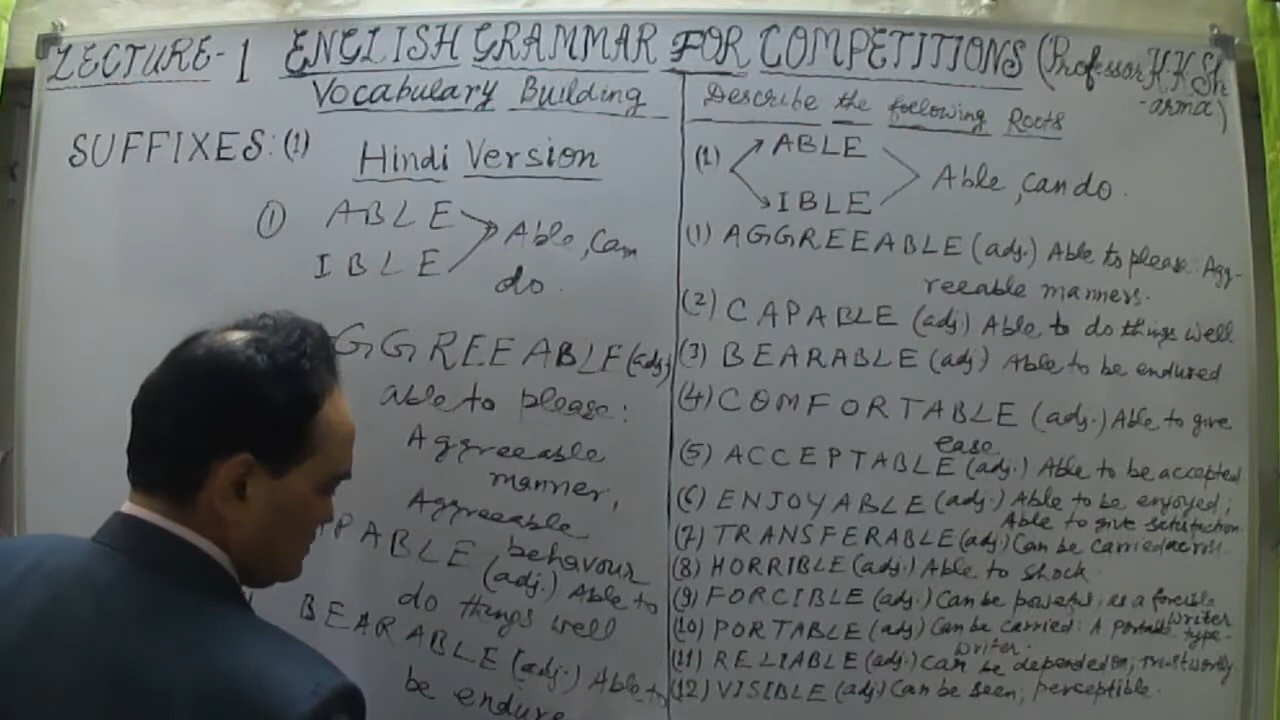 LECTURE-1 ENGLISH GRAMMAR FOR COMPETITIONS (Professor KKSh
-arma)
Vocabulary Building
SUFFIXES: (1)
Hindi Version
① ABLE
IBLE
Able, Can
do.
GGREEABLE (adj)
able to please:
Aggreeable
manner,
Aggreeable
behavour
PABLE (adj.) Able to
do things well
BEARABLE (adj.) Able to
be endure
Describe the following Roots
(1) ABLE
IBLE
Able, can do.
(1) AGGREEABLE (adj.) Able to please: Agg-
reeable manners.
(2) CAPABLE (adj) Able to do things well.
(3) BEARABLE (adj) Able to be endured
(4) COMFORTABLE (adj.) Able to give
ease
(5) ACCEPTABLE (adj.) Able to be accepted
(6) ENJOYABLE (adj.) Able to be enjoyed;
Able to give satisfction
(7) TRANSFERABLE (adj) Can be carried across.
(8) HORRIBLE (adj.) Able to shock.
(9) FORCIBLE (adj.) Can be powerful; as a forcible
writer
(10) PORTABLE (adj) Can be carried: A portable type-
writer.
(11) RELIABLE (adj.) Can be depended on; trustworthy
(12) VISIBLE (adj) Can be seen; perceptible.